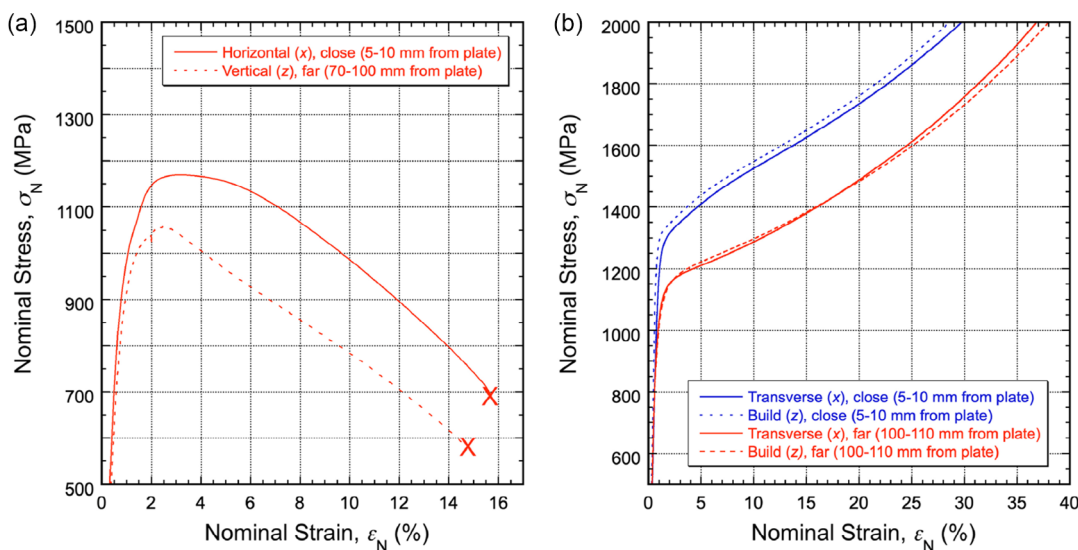 (a)
1500
1300
1100
900
700
500
Nominal Stress, σN (MPa)
Horizontal (x), close (5-10 mm from plate)
Vertical (z), far (70-100 mm from plate)
X
X
0 2 4 6 8 10 12 14 16
Nominal Strain, εN (%)
(b)
2000
1800
1600
1400
1200
1000
800
600
Nominal Stress, σN (MPa)
Transverse (x), close (5-10 mm from plate)
Build (z), close (5-10 mm from plate)
Transverse (x), far (100-110 mm from plate)
Build (z), far (100-110 mm from plate)
0 5 10 15 20 25 30 35 40
Nominal Strain, εN (%)